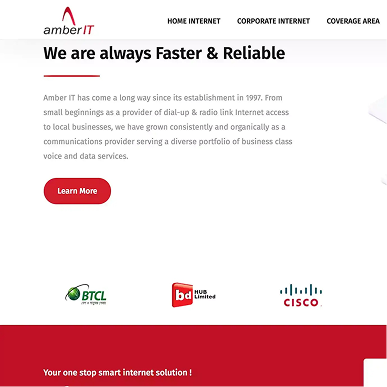 amberIT
HOME INTERNET
CORPORATE INTERNET
COVERAGE AREA
We are always Faster & Reliable
Amber IT has come a long way since its establishment in 1997. From
small beginnings as a provider of dial-up & radio link Internet access
to local businesses, we have grown consistently and organically as a
communications provider serving a diverse portfolio of business class
voice and data services.
Learn More
BTCL
bd HUB
Limited
CISCO
Your one stop smart internet solution !